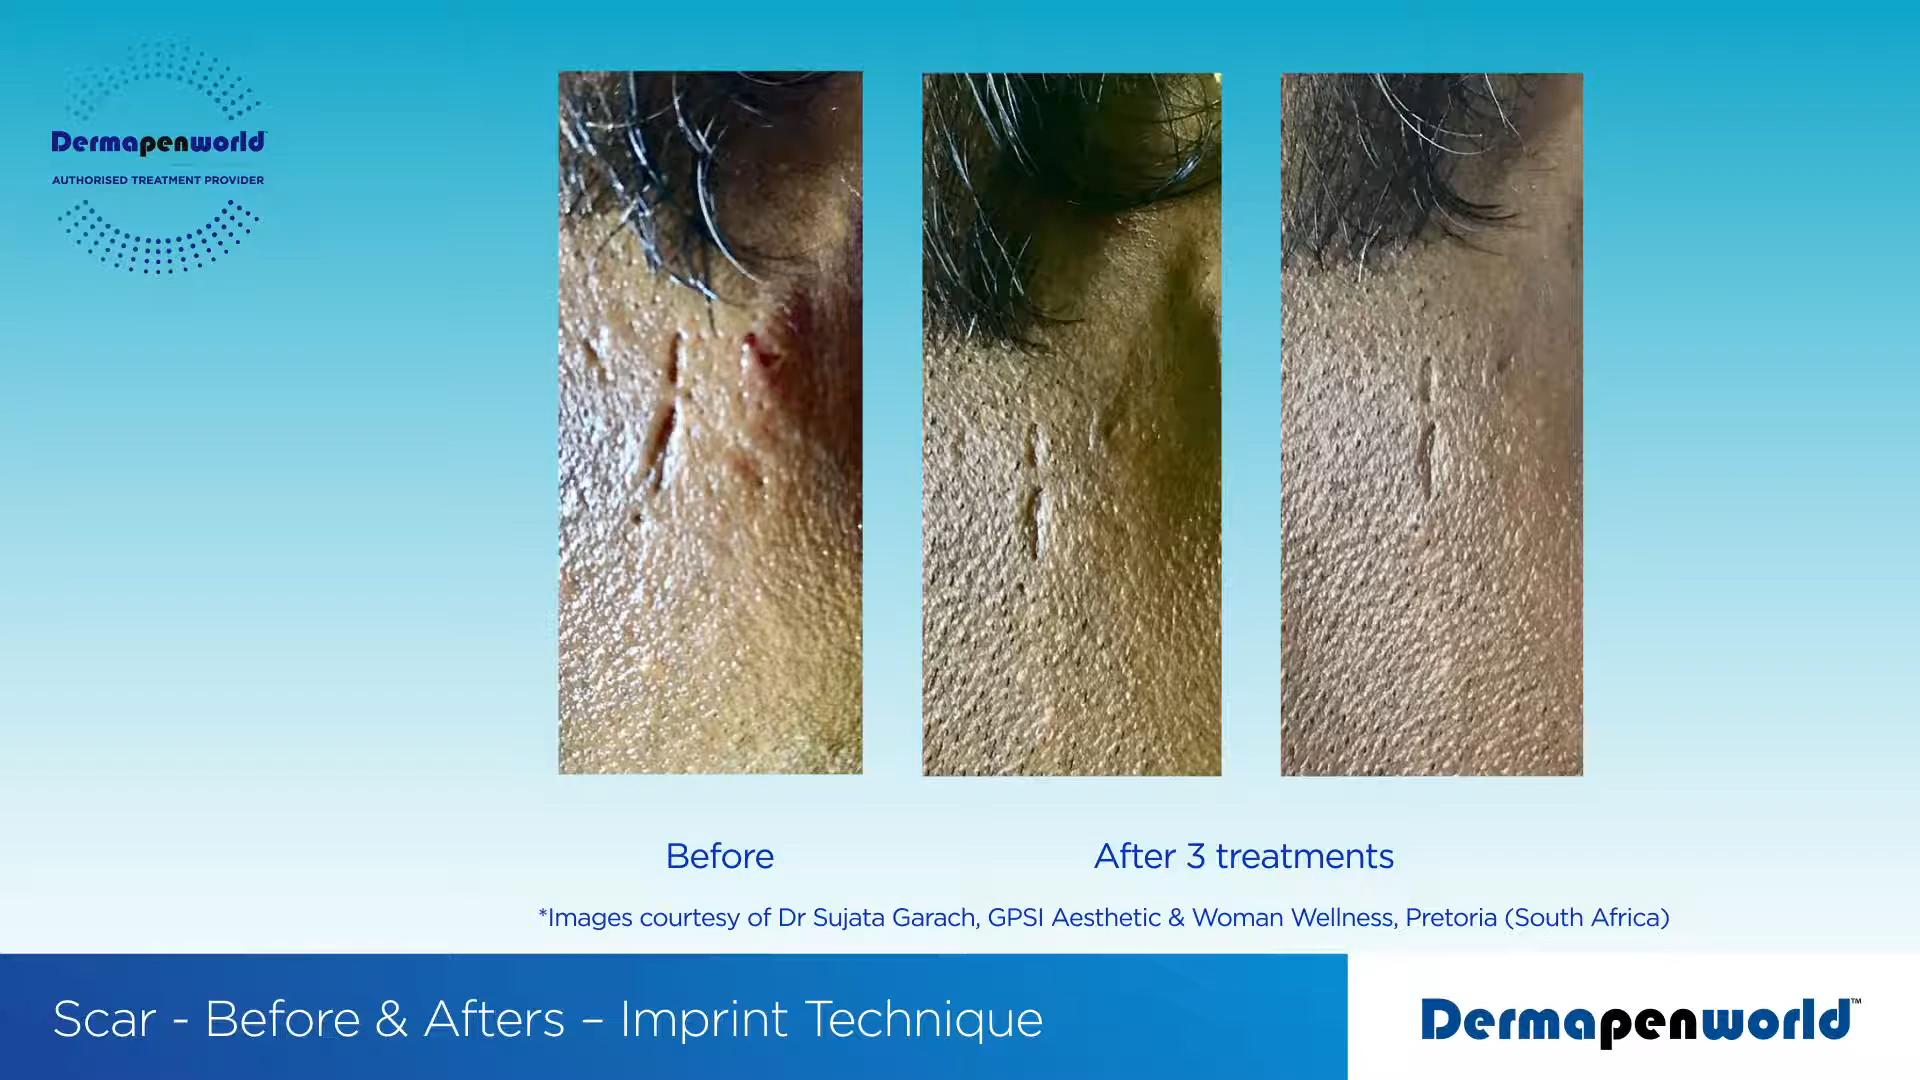 Dermapenworld
AUTHORISED TREATMENT PROVIDER
Before
After 3 treatments
*Images courtesy of Dr Sujata Garach, GPSI Aesthetic & Woman Wellness, Pretoria (South Africa)
Scar - Before & Afters – Imprint Technique
Dermapenworld™